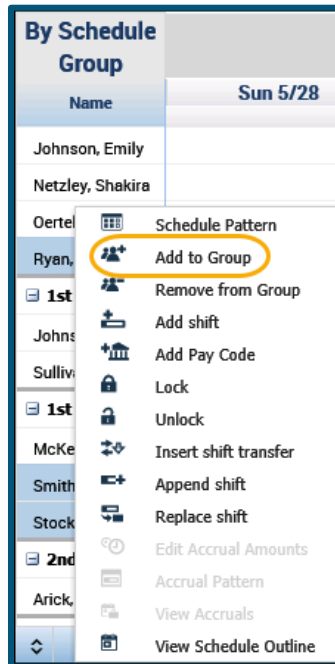 By Schedule
Group
Name
Sun 5/28
Johnson, Emily
Netzley, Shakira
Oertel
Schedule Pattern
Ryan,
Add to Group
Remove from Group
1st
Add shift
Johns
Add Pay Code
Sulliv
Lock
1st
Unlock
McKe
Insert shift transfer
Smith
Append shift
Stock
Replace shift
2nd
Edit Accrual Amounts
Accrual Pattern
Arick,
View Accruals
View Schedule Outline